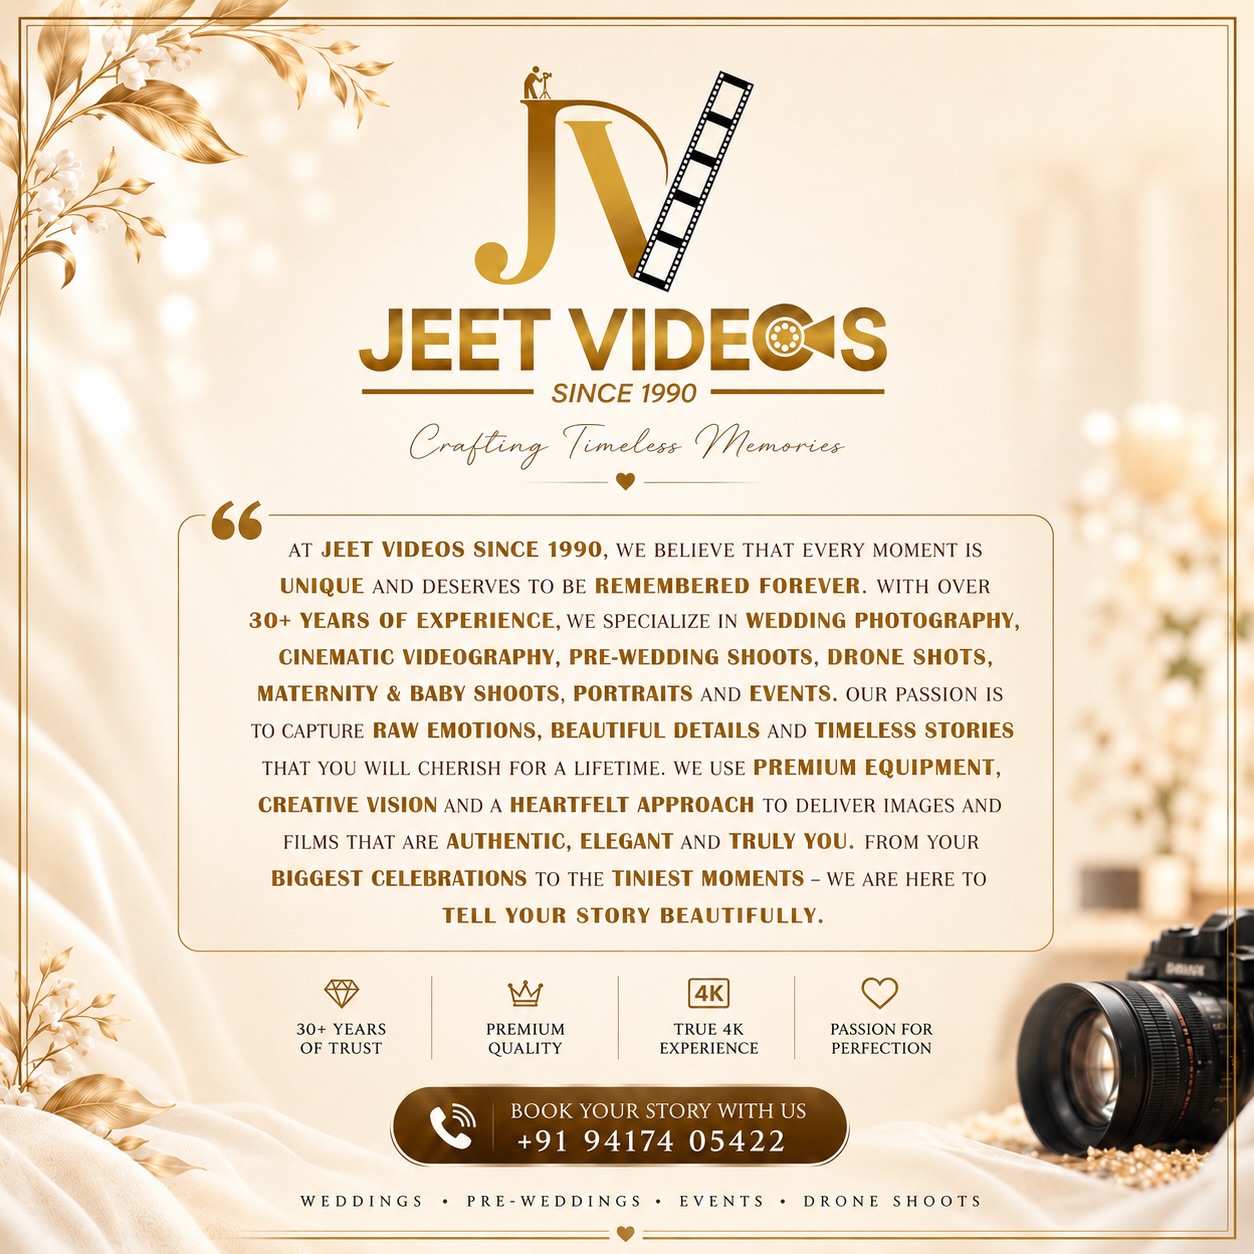 JV
JEET VIDEOS
SINCE 1990
Crafting Timeless Memories
“
AT JEET VIDEOS SINCE 1990, WE BELIEVE THAT EVERY MOMENT IS
UNIQUE AND DESERVES TO BE REMEMBERED FOREVER. WITH OVER
30+ YEARS OF EXPERIENCE, WE SPECIALIZE IN WEDDING PHOTOGRAPHY,
CINEMATIC VIDEOGRAPHY, PRE-WEDDING SHOOTS, DRONE SHOTS,
MATERNITY & BABY SHOOTS, PORTRAITS AND EVENTS. OUR PASSION IS
TO CAPTURE RAW EMOTIONS, BEAUTIFUL DETAILS AND TIMELESS STORIES
THAT YOU WILL CHERISH FOR A LIFETIME. WE USE PREMIUM EQUIPMENT,
CREATIVE VISION AND A HEARTFELT APPROACH TO DELIVER IMAGES AND
FILMS THAT ARE AUTHENTIC, ELEGANT AND TRULY YOU. FROM YOUR
BIGGEST CELEBRATIONS TO THE TINIEST MOMENTS – WE ARE HERE TO
TELL YOUR STORY BEAUTIFULLY.
30+ YEARS
OF TRUST
PREMIUM
QUALITY
4K
TRUE 4K
EXPERIENCE
PASSION FOR
PERFECTION
BOOK YOUR STORY WITH US
+91 94174 05422
WEDDINGS • PRE-WEDDINGS • EVENTS • DRONE SHOOTS